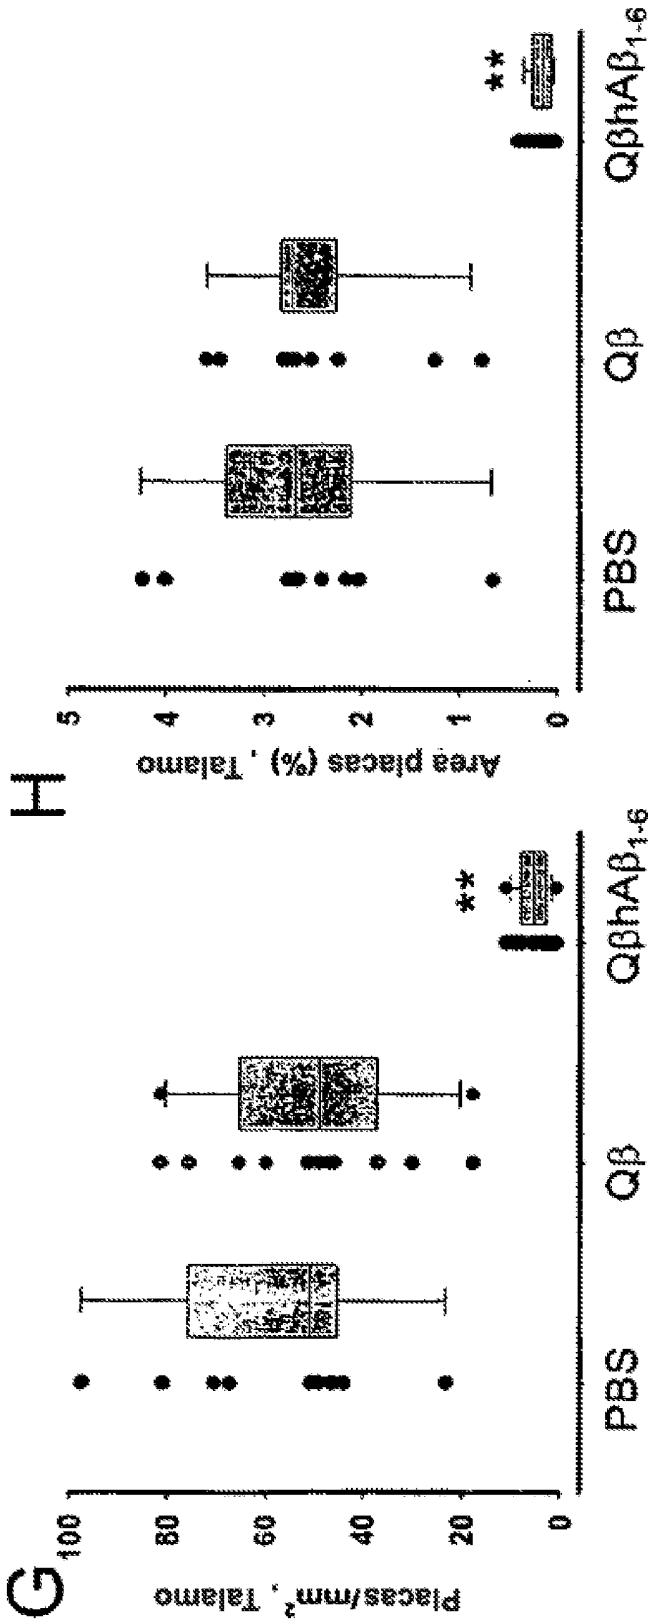 G
Placas/mm², Talamo
100
80
60
40
20
0
PBS
Qβ
**
QβhAβ1-6
H
Area placas (%), Talamo
5
4
3
2
1
0
PBS
Qβ
**
QβhAβ1-6